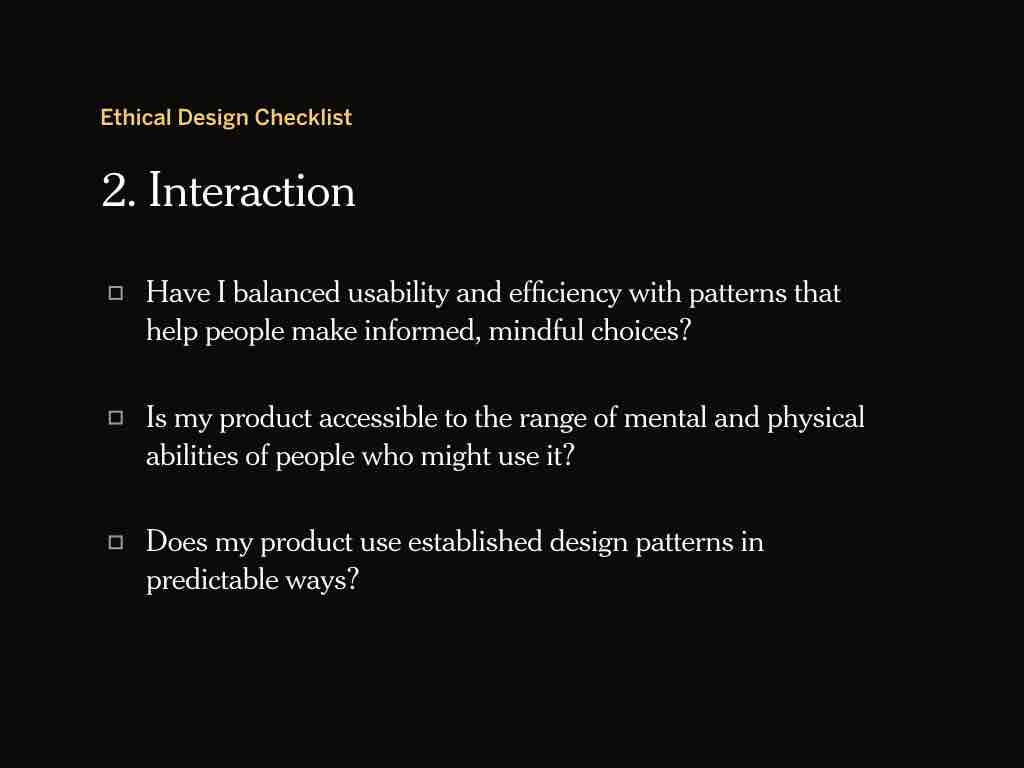 Ethical Design Checklist
2. Interaction
Have I balanced usability and efficiency with patterns that
help people make informed, mindful choices?
Is my product accessible to the range of mental and physical
abilities of people who might use it?
Does my product use established design patterns in
predictable ways?